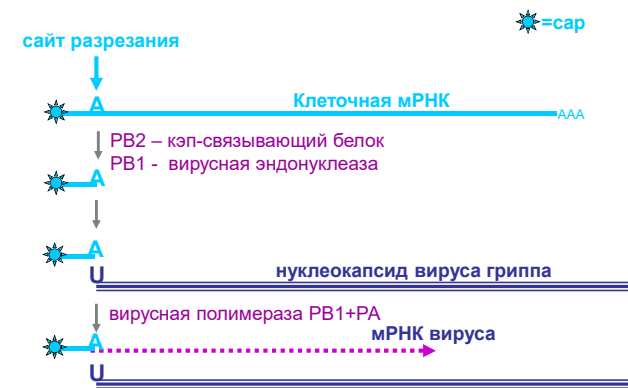 =cap
сайт разрезания
A
Клеточная мРНК
AAA
PB2 – кэп-связывающий белок
PB1 - вирусная эндонуклеаза
A
A
U
нуклеокапсид вируса гриппа
вирусная полимераза PB1+PA
мРНК вируса
A
U